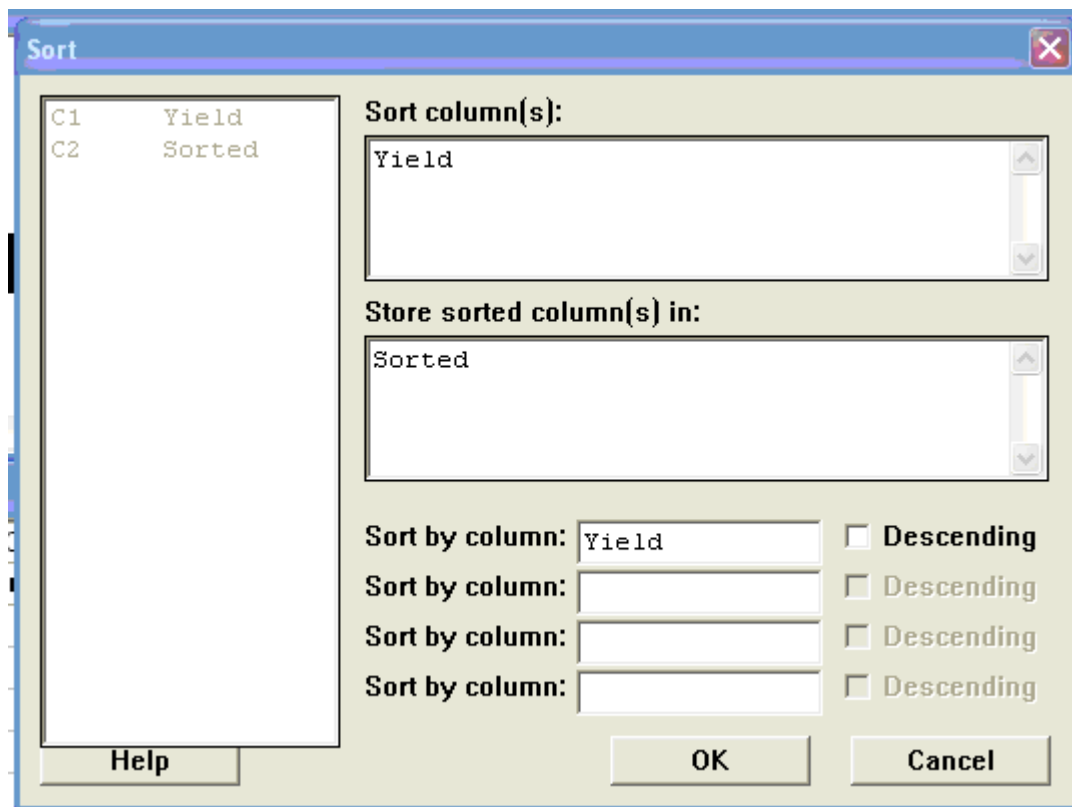 Sort
C1 Yield
C2 Sorted
Sort column(s):
Yield
Store sorted column(s) in:
Sorted
Sort by column: Yield Descending
Sort by column: Descending
Sort by column: Descending
Sort by column: Descending
Help OK Cancel